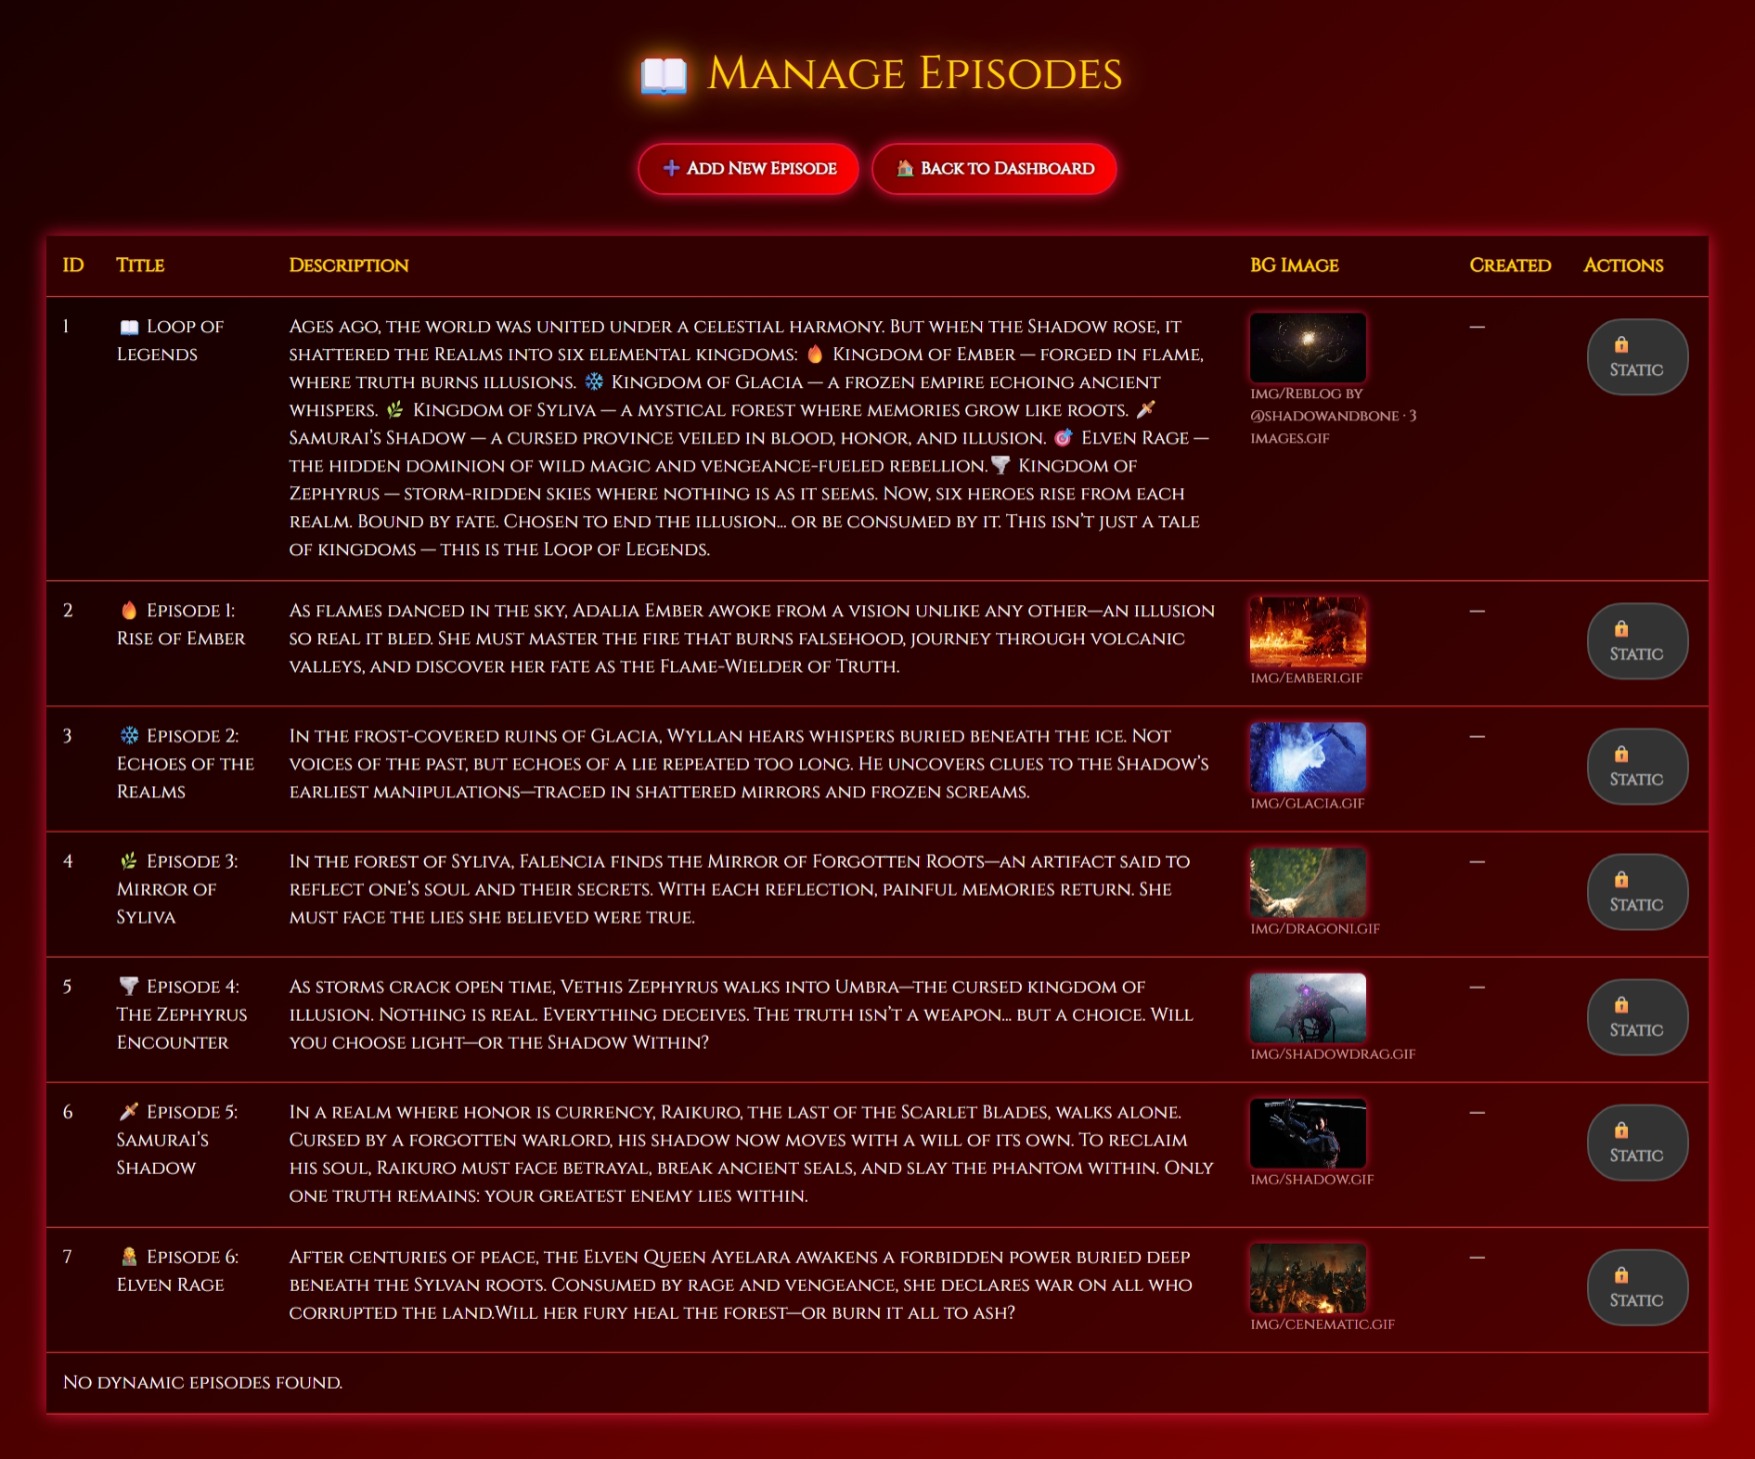 📖 Manage Episodes
➕ Add New Episode 🏠 Back to Dashboard
ID Title Description BG Image Created Actions
1 📖 Loop of Legends
Ages ago, the world was united under a celestial harmony. But when the Shadow rose, it
shattered the Realms into six elemental kingdoms: 🔥 Kingdom of Ember — forged in flame,
where truth burns illusions. ❄️ Kingdom of Glacia — a frozen empire echoing ancient
whispers. 🌿 Kingdom of Syliva — a mystical forest where memories grow like roots. 🗡️
Samurai's Shadow — a cursed province veiled in blood, honor, and illusion. 🎯 Elven Rage —
the hidden dominion of wild magic and vengeance-fueled rebellion.🌪️ Kingdom of
Zephyrus — storm-ridden skies where nothing is as it seems. Now, six heroes rise from each
realm. Bound by fate. Chosen to end the illusion... or be consumed by it. This isn't just a tale
of kingdoms — this is the Loop of Legends.
img/Reblog by
@shadowandbone · 3
images.gif
—
🔒 Static
2 🔥 Episode 1:
Rise of Ember
As flames danced in the sky, Adalia Ember awoke from a vision unlike any other—an illusion
so real it bled. She must master the fire that burns falsehood, journey through volcanic
valleys, and discover her fate as the Flame-Wielder of Truth.
img/ember1.gif
—
🔒 Static
3 ❄️ Episode 2:
Echoes of the
Realms
In the frost-covered ruins of Glacia, Wyllan hears whispers buried beneath the ice. Not
voices of the past, but echoes of a lie repeated too long. He uncovers clues to the Shadow's
earliest manipulations—traced in shattered mirrors and frozen screams.
img/glacia.gif
—
🔒 Static
4 🌿 Episode 3:
Mirror of
Syliva
In the forest of Syliva, Falencia finds the Mirror of Forgotten Roots—an artifact said to
reflect one's soul and their secrets. With each reflection, painful memories return. She
must face the lies she believed were true.
img/dragon1.gif
—
🔒 Static
5 🌪️ Episode 4:
The Zephyrus
Encounter
As storms crack open time, Vethis Zephyrus walks into Umbra—the cursed kingdom of
illusion. Nothing is real. Everything deceives. The truth isn't a weapon... but a choice. Will
you choose light—or the Shadow Within?
img/shadowdrag.gif
—
🔒 Static
6 🗡️ Episode 5:
Samurai's
Shadow
In a realm where honor is currency, Raikuro, the last of the Scarlet Blades, walks alone.
Cursed by a forgotten warlord, his shadow now moves with a will of its own. To reclaim
his soul, Raikuro must face betrayal, break ancient seals, and slay the phantom within. Only
one truth remains: your greatest enemy lies within.
img/shadow.gif
—
🔒 Static
7 🧝 Episode 6:
Elven Rage
After centuries of peace, the Elven Queen Ayelara awakens a forbidden power buried deep
beneath the Sylvan roots. Consumed by rage and vengeance, she declares war on all who
corrupted the land.Will her fury heal the forest—or burn it all to ash?
img/cenematic.gif
—
🔒 Static
No dynamic episodes found.